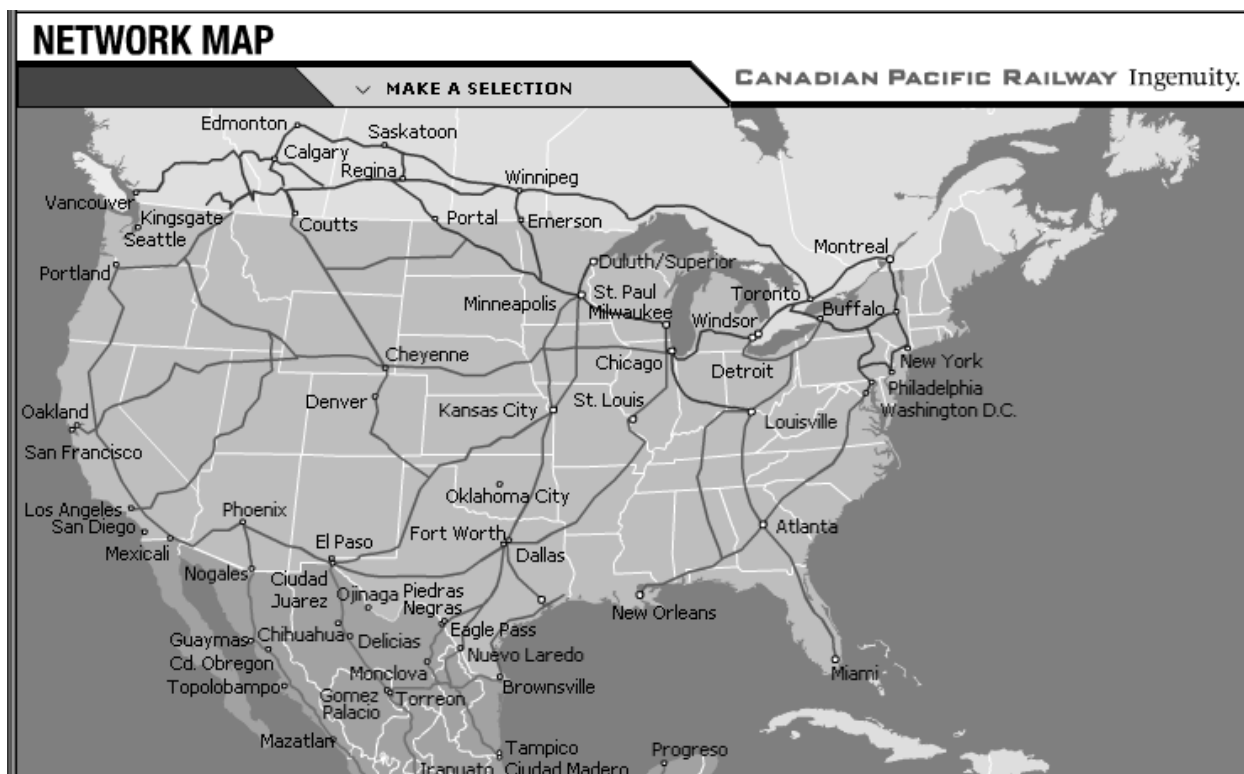 NETWORK MAP
MAKE A SELECTION
CANADIAN PACIFIC RAILWAY Ingenuity.
Edmonton
Saskatoon
Calgary
Regina
Winnipeg
Vancouver
Kingsgate
Seattle
Coutts
Portal
Emerson
Portland
Duluth/Superior
Montreal
Minneapolis
St. Paul
Milwaukee
Toronto
Windsor
Buffalo
Cheyenne
Chicago
Detroit
New York
Philadelphia
Washington D.C.
Denver
Kansas City
St. Louis
Louisville
Oakland
San Francisco
Oklahoma City
Los Angeles
San Diego
Phoenix
Mexicali
El Paso
Fort Worth
Dallas
Atlanta
Nogales
Ciudad
Juarez
Ojinaga
Piedras
Negras
New Orleans
Eagle Pass
Guaymas
Chihuahua
Delicias
Cd. Obregon
Nuevo Laredo
Topolobampo
Monclova
Brownsville
Miami
Gomez
Palacio
Torreon
Mazatlan
Tampico
Progreso
Irapuato
Ciudad Madero